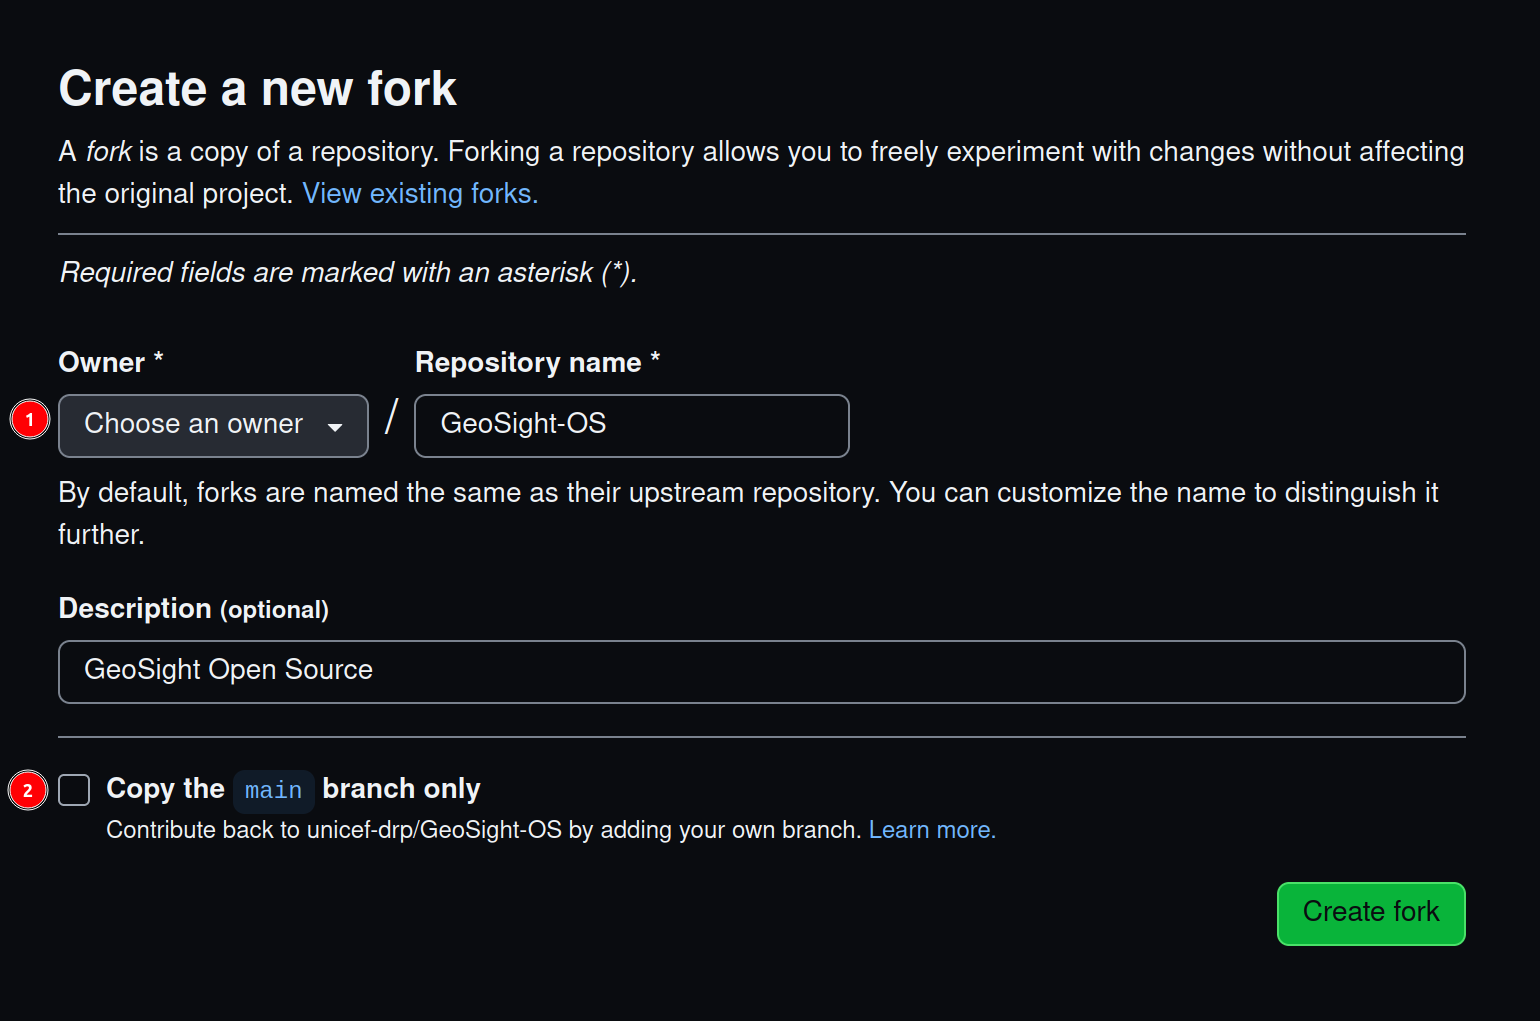 Create a new fork
A fork is a copy of a repository. Forking a repository allows you to freely experiment with changes without affecting
the original project. View existing forks.
Required fields are marked with an asterisk (*).
Owner * Repository name *
1 Choose an owner / GeoSight-OS
By default, forks are named the same as their upstream repository. You can customize the name to distinguish it
further.
Description (optional)
GeoSight Open Source
2 Copy the main branch only
Contribute back to unicef-drp/GeoSight-OS by adding your own branch. Learn more.
Create fork